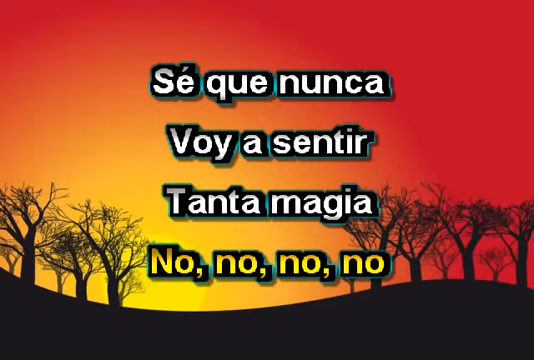 Sé que nunca
Voy a sentir
Tanta magia
No, no, no, no